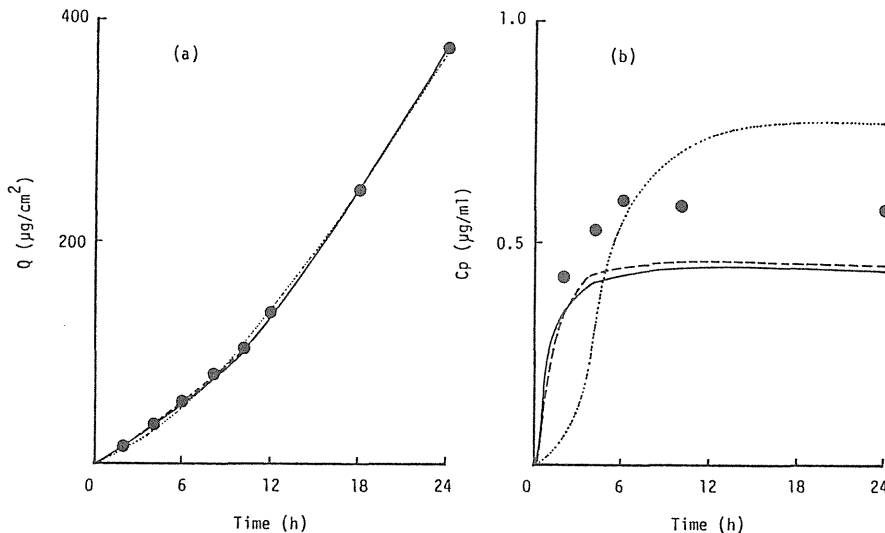 400
(a)
200
Q (µg/cm²)
0 6 12 18 24
Time (h)
1.0
(b)
0.5
Cp (µg/ml)
0 6 12 18 24
Time (h)